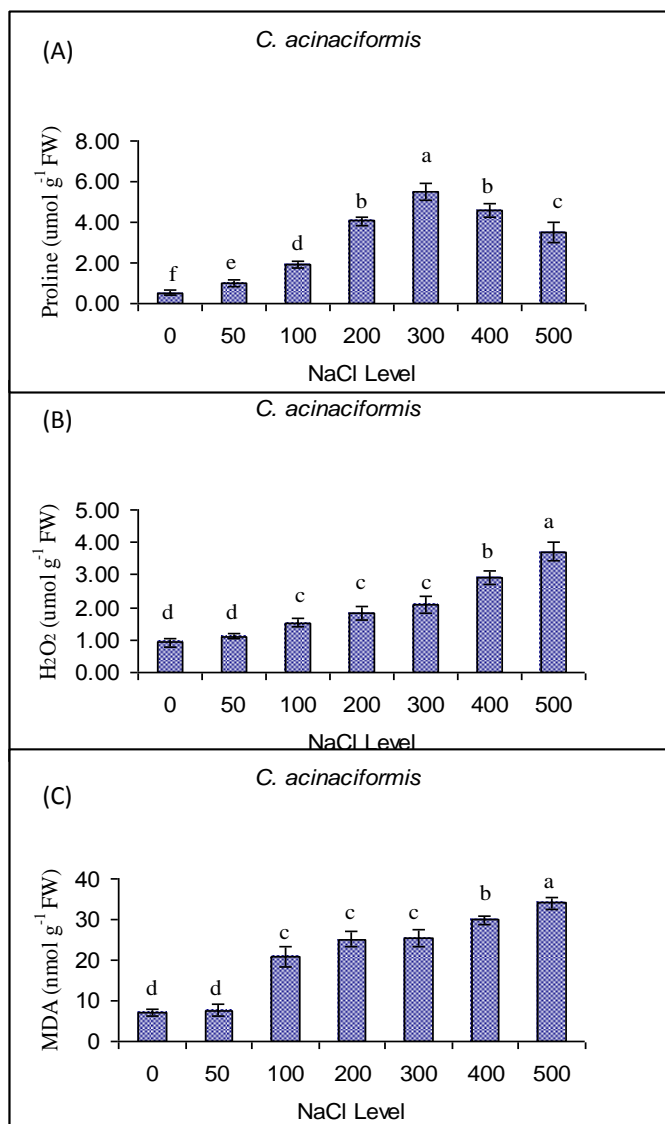 (A)
C. acinaciformis
Proline (umol g-1 FW)
8.00
6.00
4.00
2.00
0.00
f e d b a b c
0 50 100 200 300 400 500
NaCl Level
(B)
C. acinaciformis
H2O2 (umol g-1 FW)
5.00
4.00
3.00
2.00
1.00
0.00
d d c c c b a
0 50 100 200 300 400 500
NaCl Level
(C)
C. acinaciformis
MDA (nmol g-1 FW)
40
30
20
10
0
d d c c c b a
0 50 100 200 300 400 500
NaCl Level